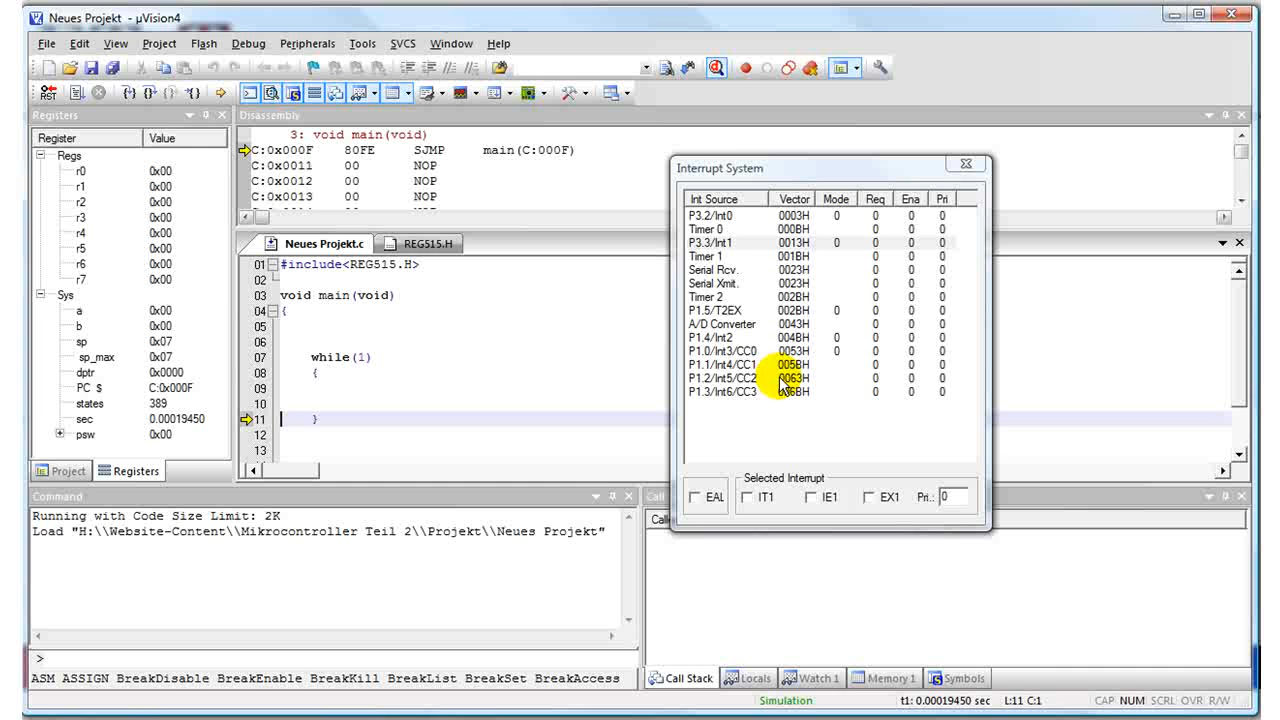 Neues Projekt - µVision4
File Edit View Project Flash Debug Peripherals Tools SVCS Window Help
Registers
Register Value
Regs
r0 0x00
r1 0x00
r2 0x00
r3 0x00
r4 0x00
r5 0x00
r6 0x00
r7 0x00
Sys
a 0x00
b 0x00
sp 0x07
sp_max 0x07
dptr 0x0000
PC $ C:0x000F
states 389
sec 0.00019450
psw 0x00
Project Registers
Disassembly
3: void main(void)
C:0x000F 80FE SJMP main(C:000F)
C:0x0011 00 NOP
C:0x0012 00 NOP
C:0x0013 00 NOP
Neues Projekt.c REG515.H
01 #include<REG515.H>
02
03 void main(void)
04 {
05
06
07 while(1)
08 {
09
10
11 }
12
13
Interrupt System
Int Source Vector Mode Req Ena Pri
P3.2/Int0 0003H 0 0 0 0
Timer 0 000BH 0 0 0
P3.3/Int1 0013H 0 0 0 0
Timer 1 001BH 0 0 0
Serial Rcv. 0023H 0 0 0
Serial Xmit. 0023H 0 0 0
Timer 2 002BH 0 0 0
P1.5/T2EX 002BH 0 0 0 0
A/D Converter 0043H 0 0 0
P1.4/Int2 004BH 0 0 0 0
P1.0/Int3/CC0 0053H 0 0 0 0
P1.1/Int4/CC1 005BH 0 0 0
P1.2/Int5/CC2 0063H 0 0 0
P1.3/Int6/CC3 006BH 0 0 0
Selected Interrupt
EAL IT1 IE1 EX1 Pri.: 0
Command
Running with Code Size Limit: 2K
Load "H:\\Website-Content\\Mikrocontroller Teil 2\\Projekt\\Neues Projekt"
>
ASM ASSIGN BreakDisable BreakEnable BreakKill BreakList BreakSet BreakAccess
Call Stack Locals Watch 1 Memory 1 Symbols
Simulation t1: 0.00019450 sec L:11 C:1 CAP NUM SCRL OVR R/W